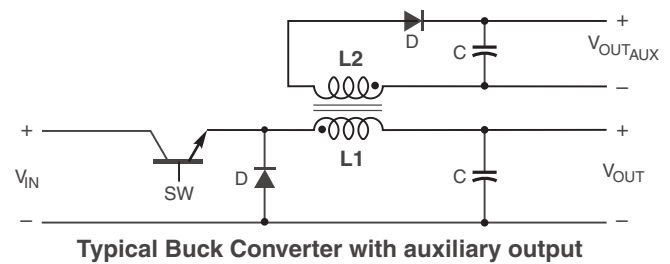 D
+
C
V_OUT_AUX
L2
−
+
+
L1
V_IN
SW
D
C
V_OUT
−
−
Typical Buck Converter with auxiliary output